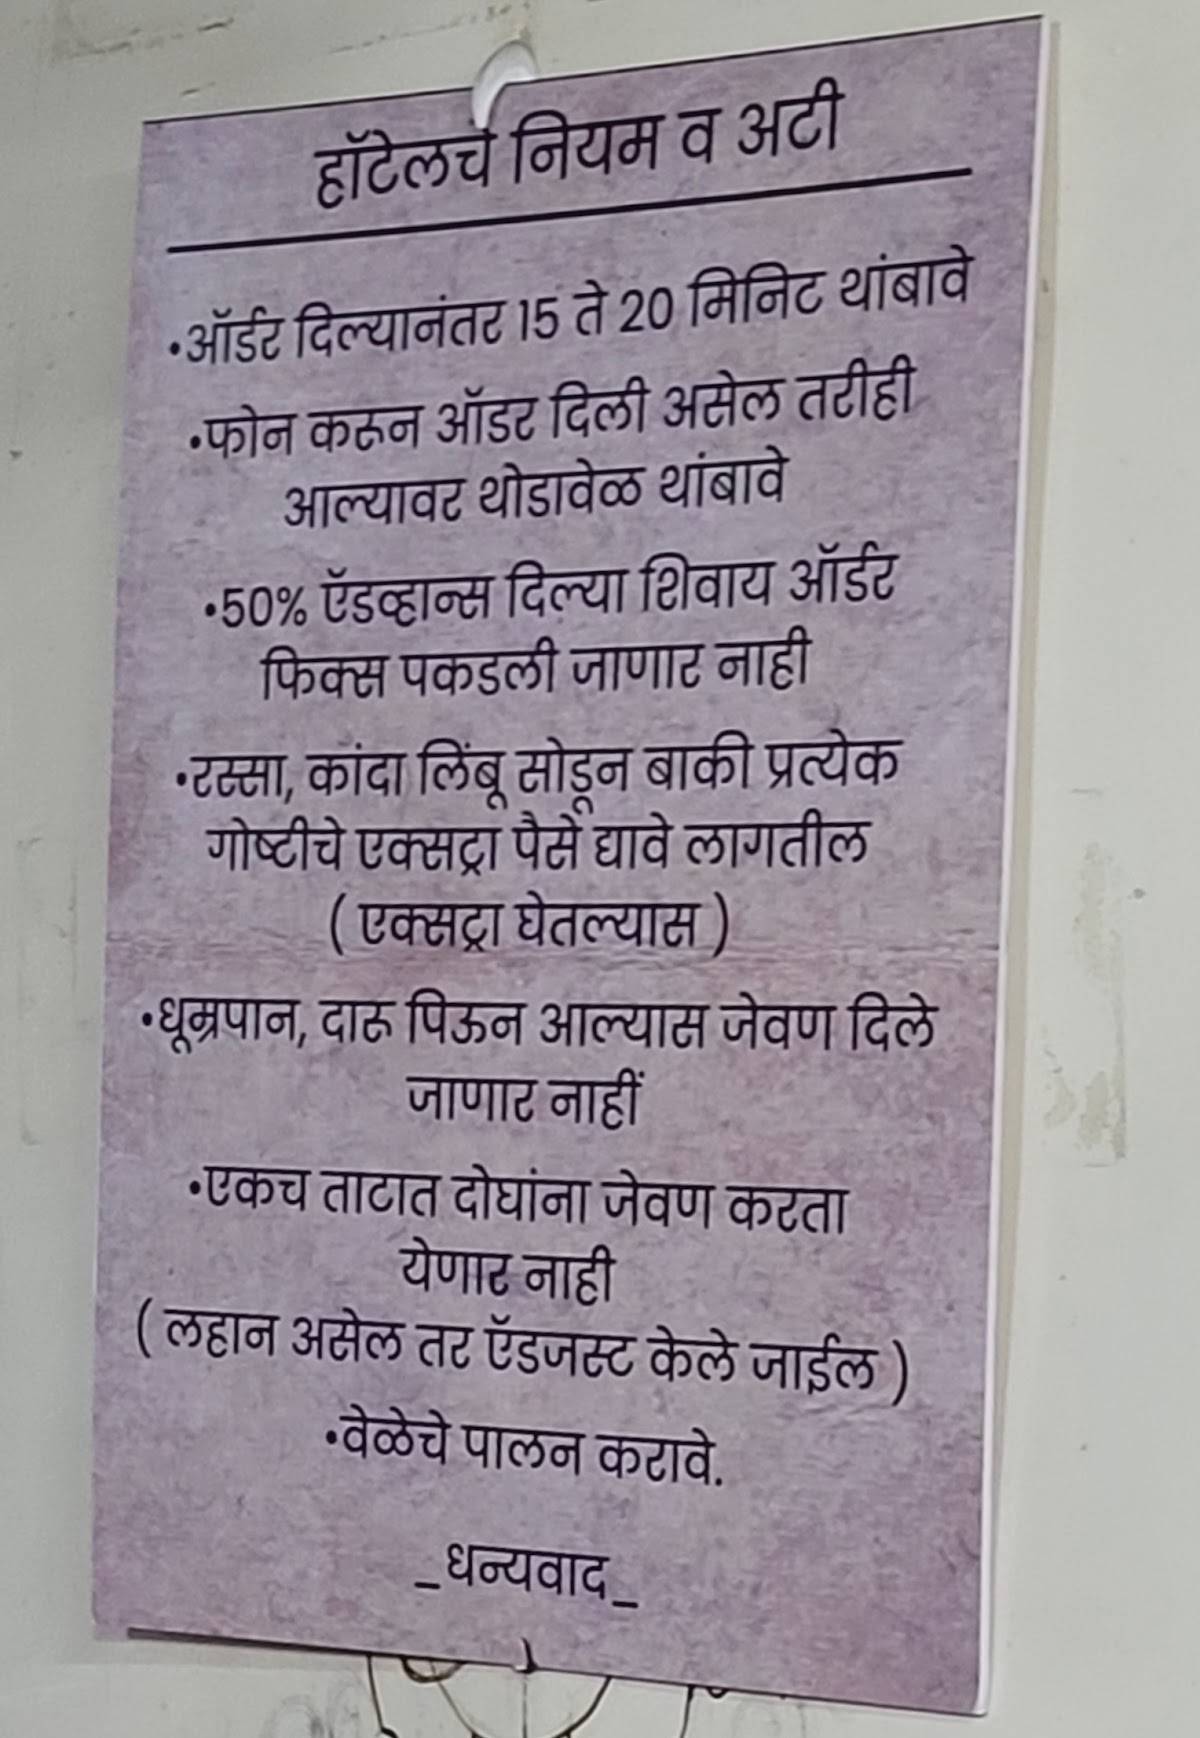 हॉटेलचे नियम व अटी
•ऑर्डर दिल्यानंतर 15 ते 20 मिनिट थांबावे
•फोन करून ऑडर दिली असेल तरीही
आल्यावर थोडावेळ थांबावे
•50% ऍडव्हान्स दिल्या शिवाय ऑर्डर
फिक्स पकडली जाणार नाही
•रस्सा, कांदा लिंबू सोडून बाकी प्रत्येक
गोष्टीचे एक्सट्रा पैसे द्यावे लागतील
( एक्सट्रा घेतल्यास )
•धूम्रपान, दारू पिऊन आल्यास जेवण दिले
जाणार नाहीं
•एकच ताटात दोघांना जेवण करता
येणार नाही
( लहान असेल तर ऍडजस्ट केले जाईल )
•वेळेचे पालन करावे.
_धन्यवाद_